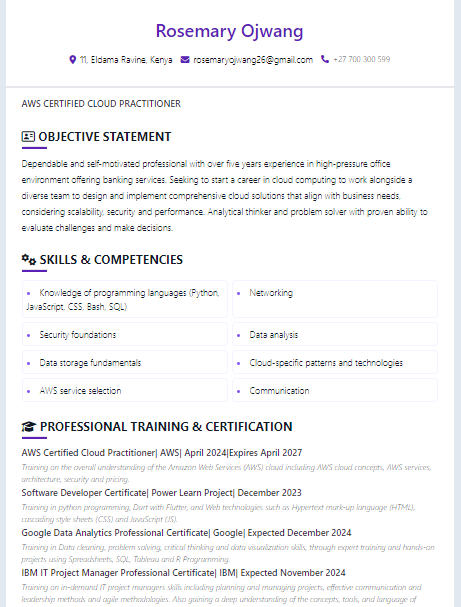 Rosemary Ojwang
11, Eldama Ravine, Kenya rosemaryojwang26@gmail.com +27 700 300 599
AWS CERTIFIED CLOUD PRACTITIONER
OBJECTIVE STATEMENT
Dependable and self-motivated professional with over five years experience in high-pressure office
environment offering banking services. Seeking to start a career in cloud computing to work alongside a
diverse team to design and implement comprehensive cloud solutions that align with business needs,
considering scalability, security and performance. Analytical thinker and problem solver with proven ability to
evaluate challenges and make decisions.
SKILLS & COMPETENCIES
• Knowledge of programming languages (Python, • Networking
JavaScript, CSS, Bash, SQL)
• Security foundations • Data analysis
• Data storage fundamentals • Cloud-specific patterns and technologies
• AWS service selection • Communication
PROFESSIONAL TRAINING & CERTIFICATION
AWS Certified Cloud Practitioner| AWS| April 2024|Expires April 2027
Training on the overall understanding of the Amazon Web Services (AWS) cloud including AWS cloud concepts, AWS services,
architecture, security and pricing.
Software Developer Certificate| Power Learn Project| December 2023
Training in python programming, Dart with Flutter, and Web technologies such as Hypertext mark-up language (HTML),
cascading style sheets (CSS) and JavaScript (JS).
Google Data Analytics Professional Certificate| Google| Expected December 2024
Training in Data cleaning, problem solving, critical thinking and data visualization skills, through expert training and hands-on
projects using Spreadsheets, SQL, Tableau and R Programming.
IBM IT Project Manager Professional Certificate| IBM| Expected November 2024
Training on in-demand IT project managers skills including planning and managing projects, effective communication and
leadership methods and agile methodologies. Also gaining a deep understanding of the concepts, tools, and language of